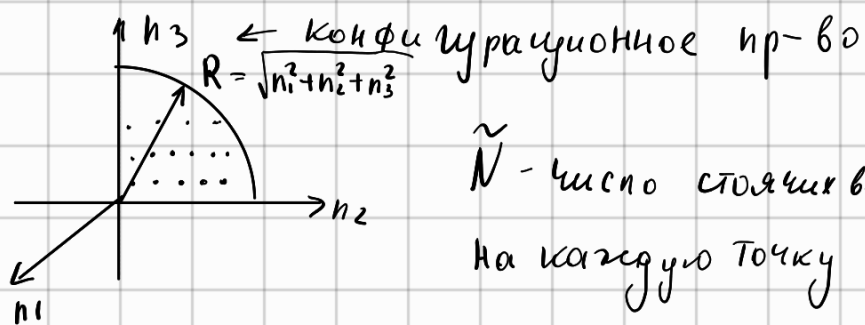 n3 ← конфигурационное пр-во
R = √n₁²+n₂²+n₃²
Ñ - число стоячих в
n2
на каждую точку
n1